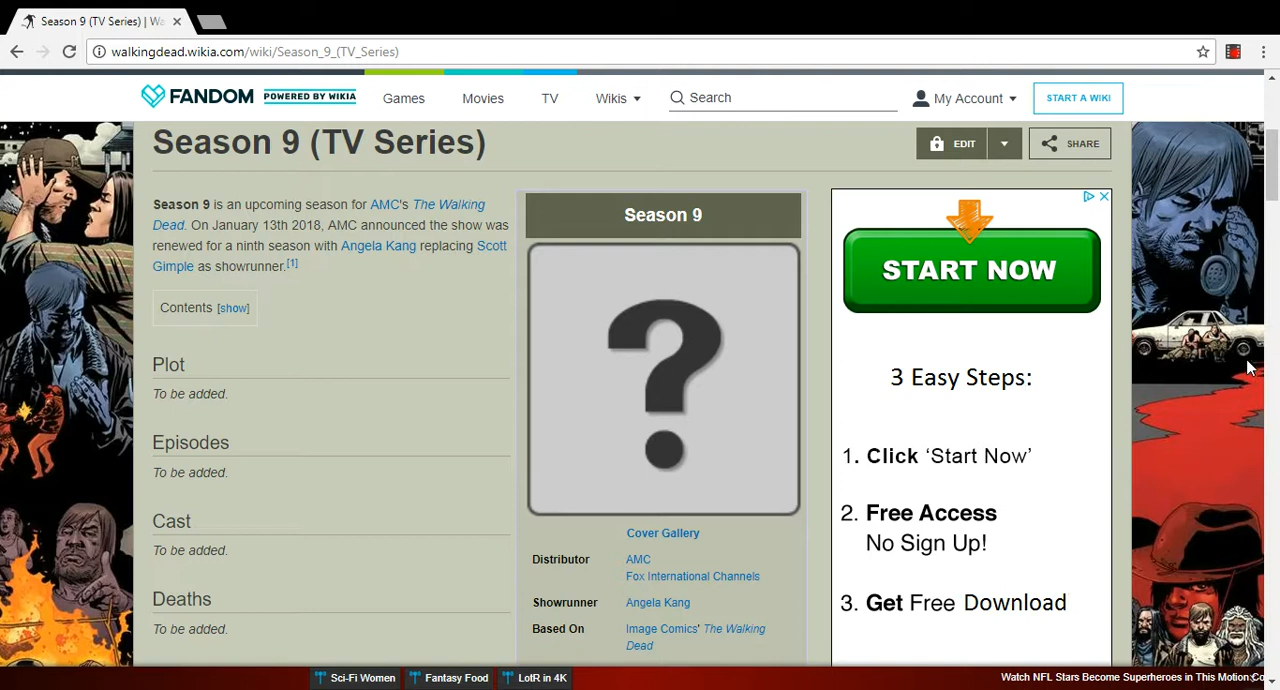 Season 9 (TV Series) | Wa
walkingdead.wikia.com/wiki/Season_9_(TV_Series)
FANDOM POWERED BY WIKIA
Games Movies TV Wikis Search My Account START A WIKI
Season 9 (TV Series)
EDIT SHARE
Season 9 is an upcoming season for AMC's The Walking
Dead. On January 13th 2018, AMC announced the show was
renewed for a ninth season with Angela Kang replacing Scott
Gimple as showrunner.[1]
Contents [show]
Plot
To be added.
Episodes
To be added.
Cast
To be added.
Deaths
To be added.
Season 9
?
Cover Gallery
Distributor AMC
Fox International Channels
Showrunner Angela Kang
Based On Image Comics' The Walking
Dead
START NOW
3 Easy Steps:
1. Click ‘Start Now’
2. Free Access
No Sign Up!
3. Get Free Download
Sci-Fi Women Fantasy Food LotR in 4K
Watch NFL Stars Become Superheroes in This Motion